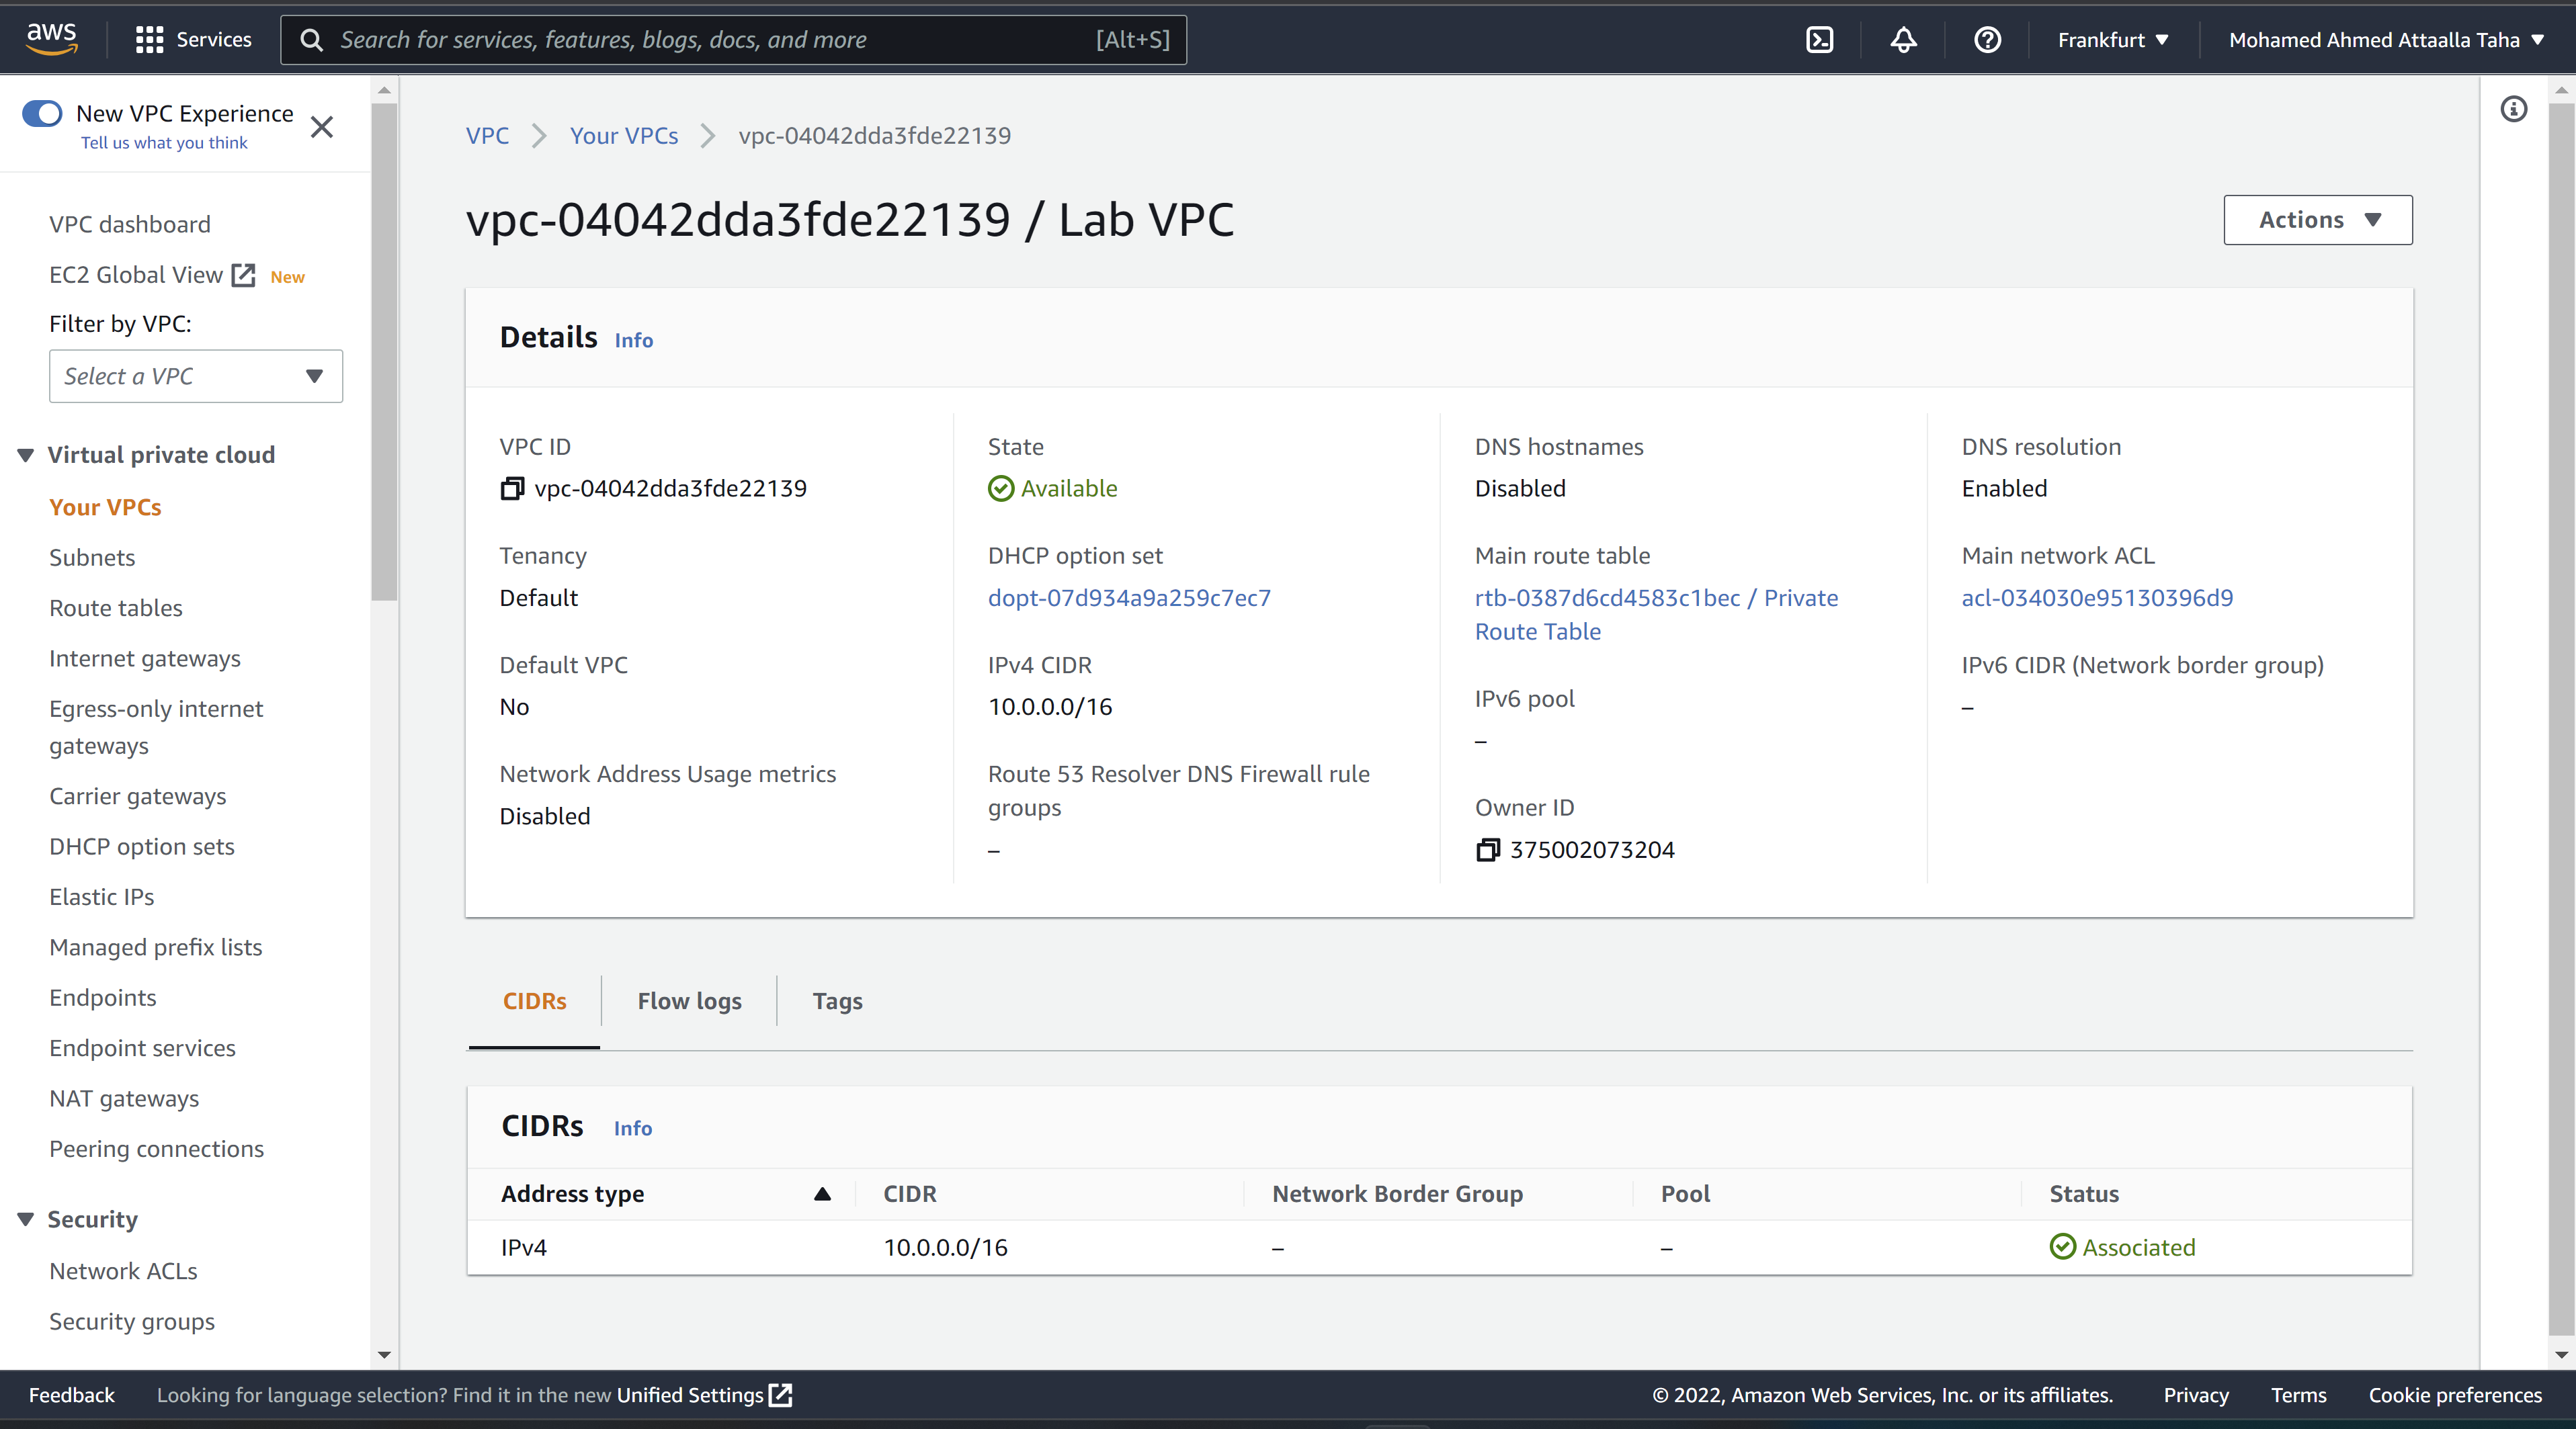 aws
Services
Search for services, features, blogs, docs, and more
[Alt+S]
Frankfurt
Mohamed Ahmed Attaalla Taha
New VPC Experience
Tell us what you think
VPC dashboard
EC2 Global View
New
Filter by VPC:
Select a VPC
Virtual private cloud
Your VPCs
Subnets
Route tables
Internet gateways
Egress-only internet
gateways
Carrier gateways
DHCP option sets
Elastic IPs
Managed prefix lists
Endpoints
Endpoint services
NAT gateways
Peering connections
Security
Network ACLs
Security groups
VPC
Your VPCs
vpc-04042dda3fde22139
vpc-04042dda3fde22139 / Lab VPC
Actions
Details
Info
VPC ID
vpc-04042dda3fde22139
Tenancy
Default
Default VPC
No
Network Address Usage metrics
Disabled
State
Available
DHCP option set
dopt-07d934a9a259c7ec7
IPv4 CIDR
10.0.0.0/16
Route 53 Resolver DNS Firewall rule
groups
–
DNS hostnames
Disabled
Main route table
rtb-0387d6cd4583c1bec / Private
Route Table
IPv6 pool
–
Owner ID
375002073204
DNS resolution
Enabled
Main network ACL
acl-034030e95130396d9
IPv6 CIDR (Network border group)
–
CIDRs
Flow logs
Tags
CIDRs
Info
Address type
CIDR
Network Border Group
Pool
Status
IPv4
10.0.0.0/16
–
–
Associated
Feedback
Looking for language selection? Find it in the new Unified Settings
© 2022, Amazon Web Services, Inc. or its affiliates.
Privacy
Terms
Cookie preferences